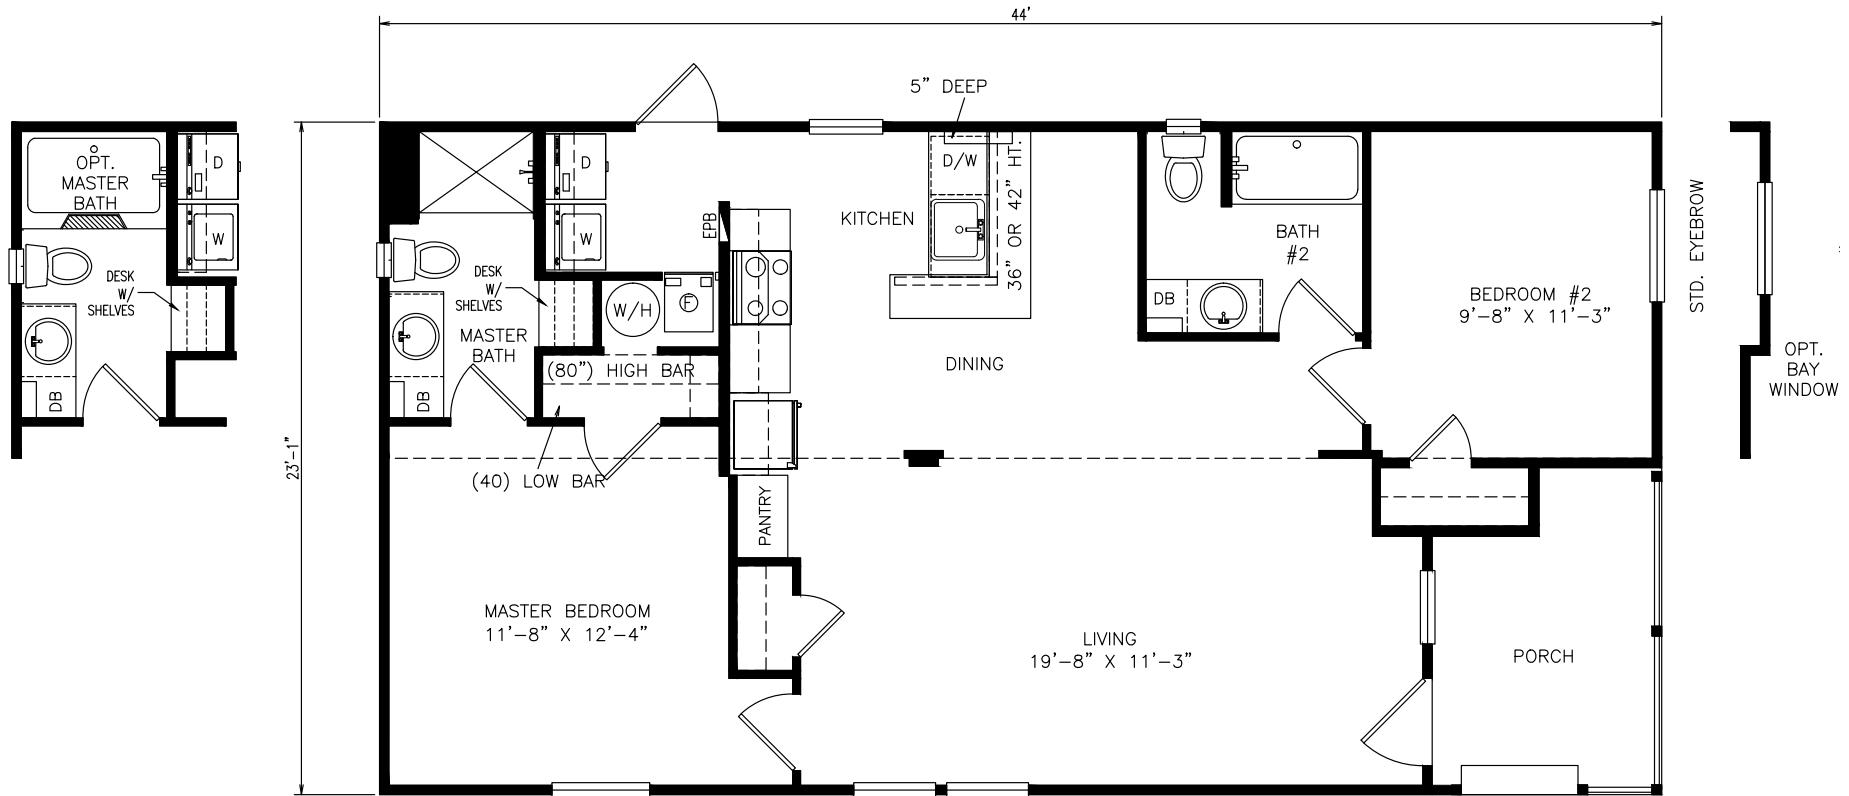 44'
5" DEEP
OPT.
MASTER
BATH
D
W
DESK
W/
SHELVES
DB
23'-1"
D
W
DESK
W/
SHELVES
MASTER
BATH
DB
W/H
F
EPB
(80") HIGH BAR
(40) LOW BAR
KITCHEN
D/W
36" OR 42" HT.
DINING
PANTRY
BATH
#2
DB
BEDROOM #2
9'-8" X 11'-3"
STD. EYEBROW
OPT.
BAY
WINDOW
MASTER BEDROOM
11'-8" X 12'-4"
LIVING
19'-8" X 11'-3"
PORCH